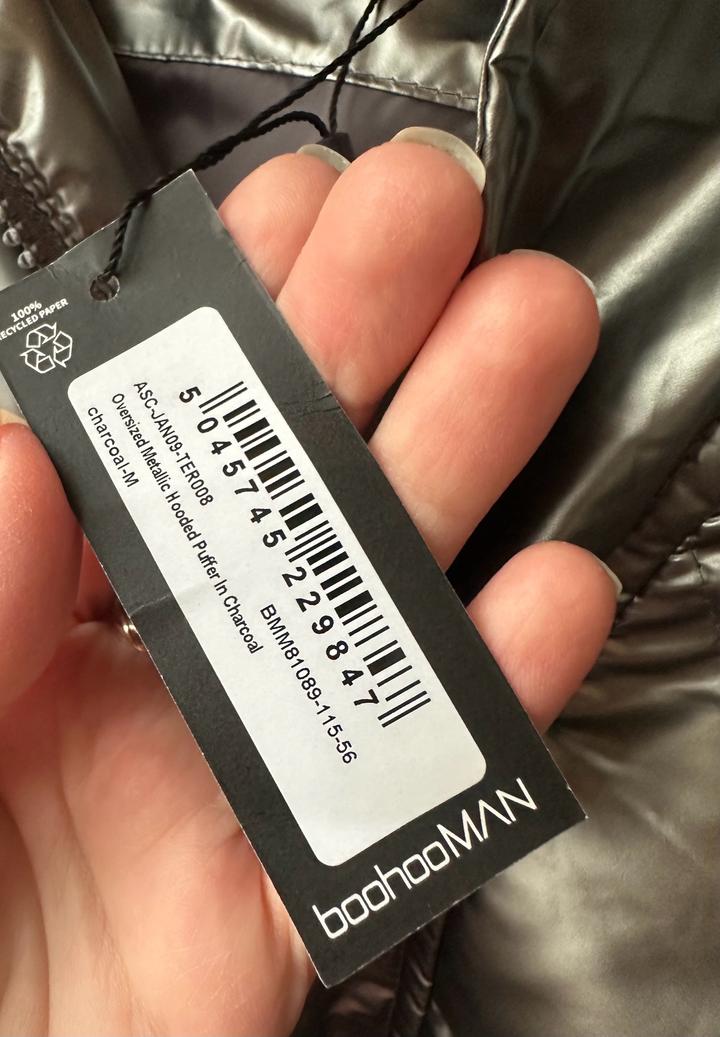 100%
RECYCLED PAPER
5 045745 229847
ASC-JAN09-TER008
BMM81089-115-56
Oversized Metallic Hooded Puffer In Charcoal
charcoal-M
boohooMAN